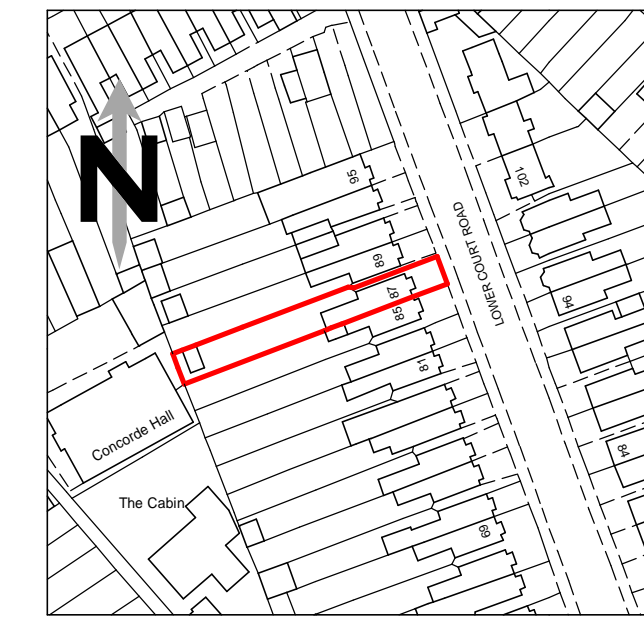 N
95
102
LOWER COURT ROAD
89
87
94
85
81
Concorde Hall
84
The Cabin
69